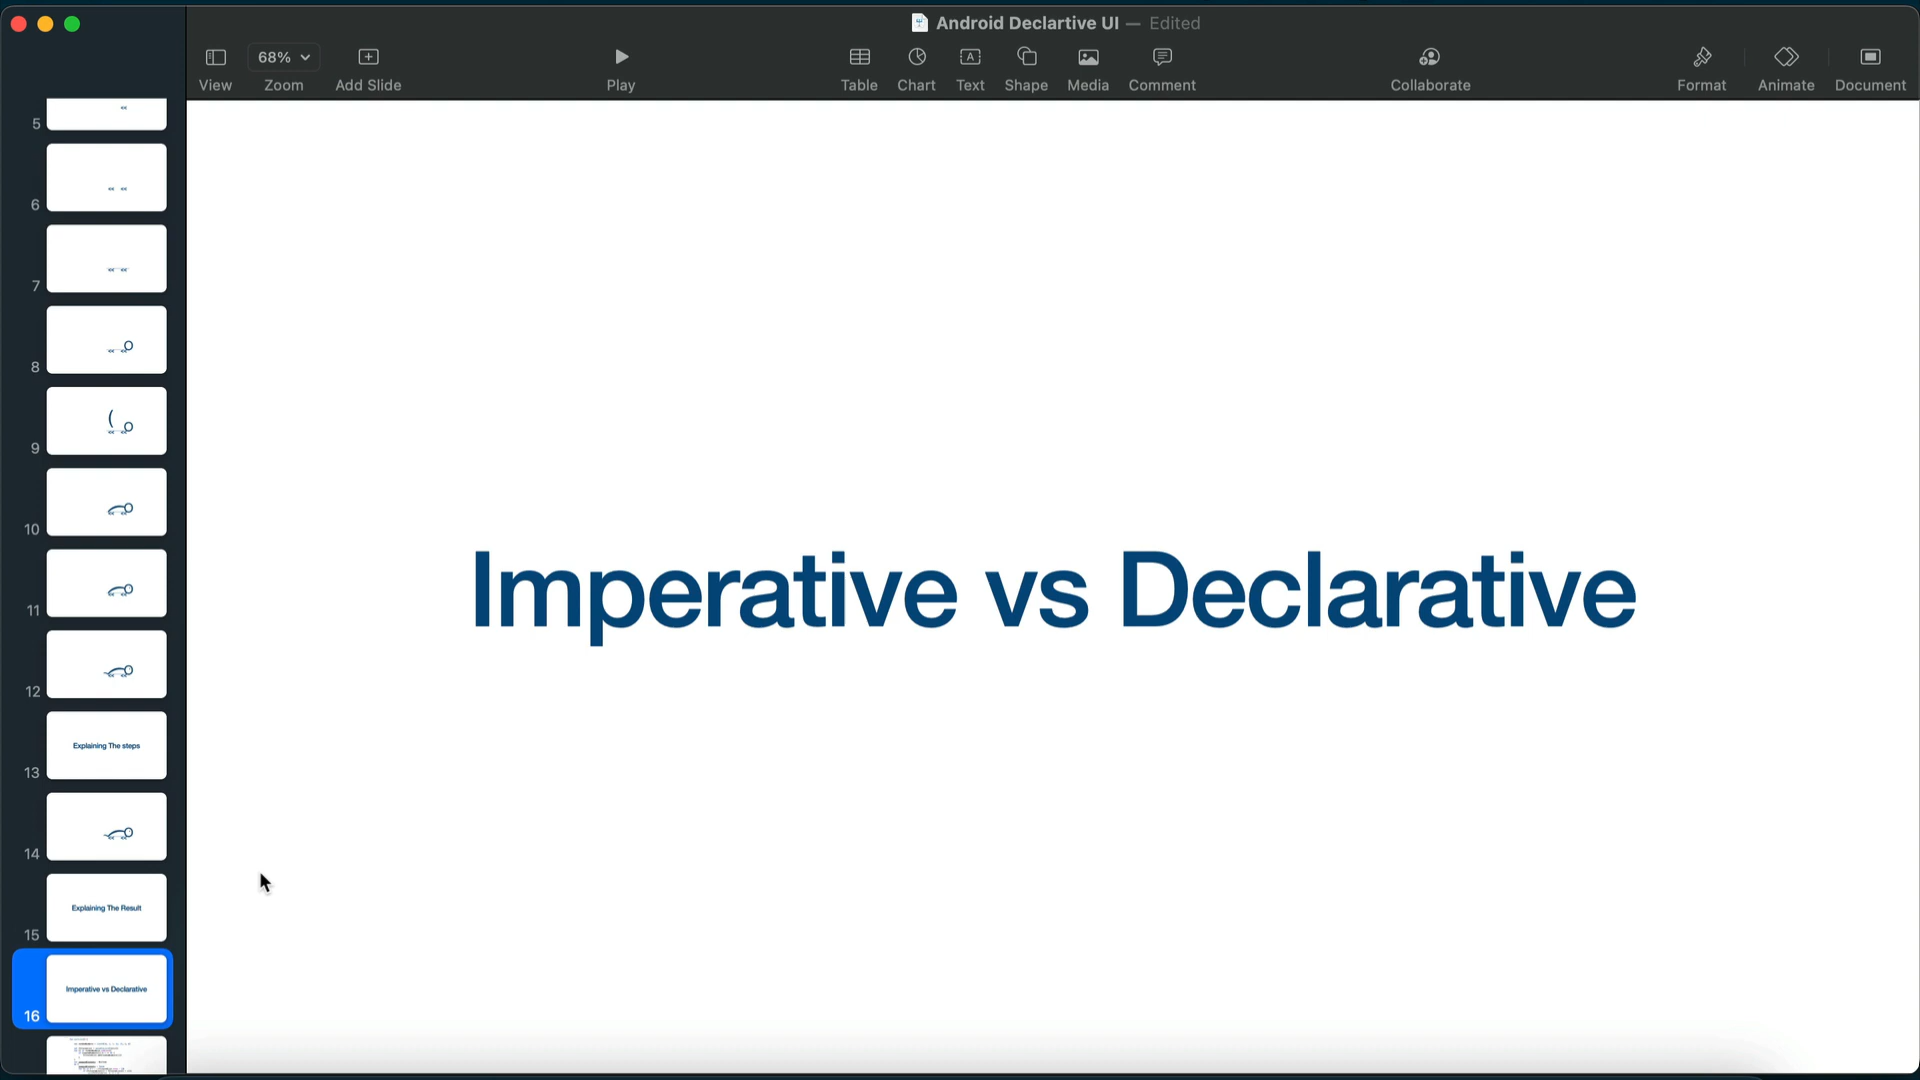 Android Declartive UI — Edited
68%
View
Zoom
Add Slide
Play
Table
Chart
Text
Shape
Media
Comment
Collaborate
Format
Animate
Document
5
6
7
8
9
10
11
12
Explaining The steps
13
14
Explaining The Result
15
Imperative vs Declarative
16
Imperative vs Declarative